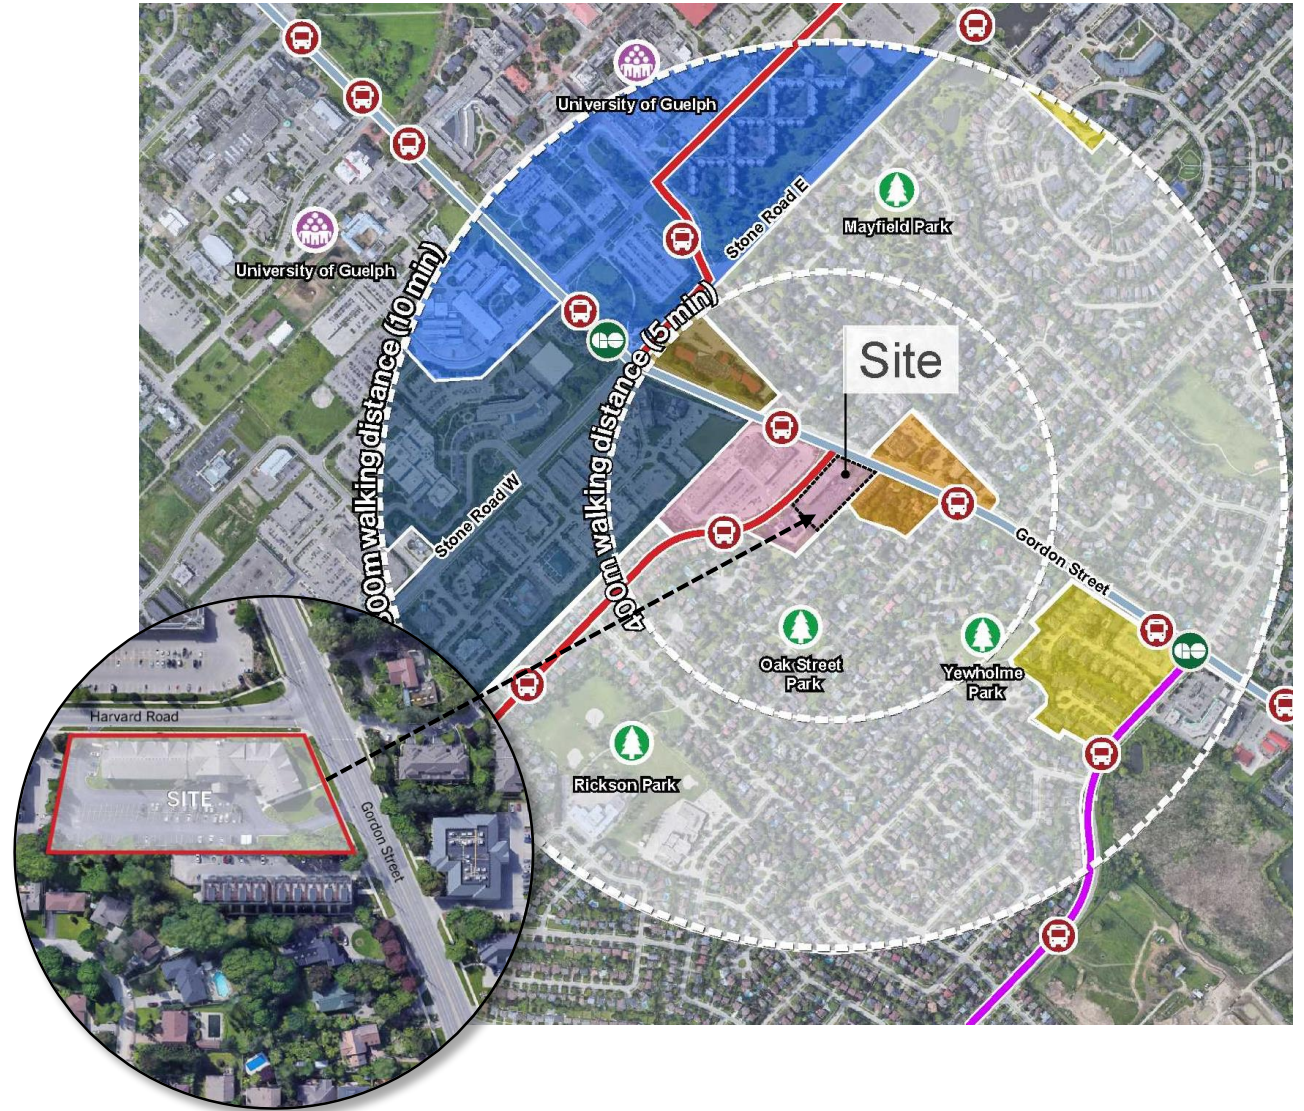 University of Guelph
University of Guelph
Mayfield Park
Stone Road E
400m walking distance (5 min)
00m walking distance (10 min)
Site
Stone Road W
Gordon Street
Oak Street
Park
Yewholme
Park
Rickson Park
Harvard Road
SITE
Gordon Street